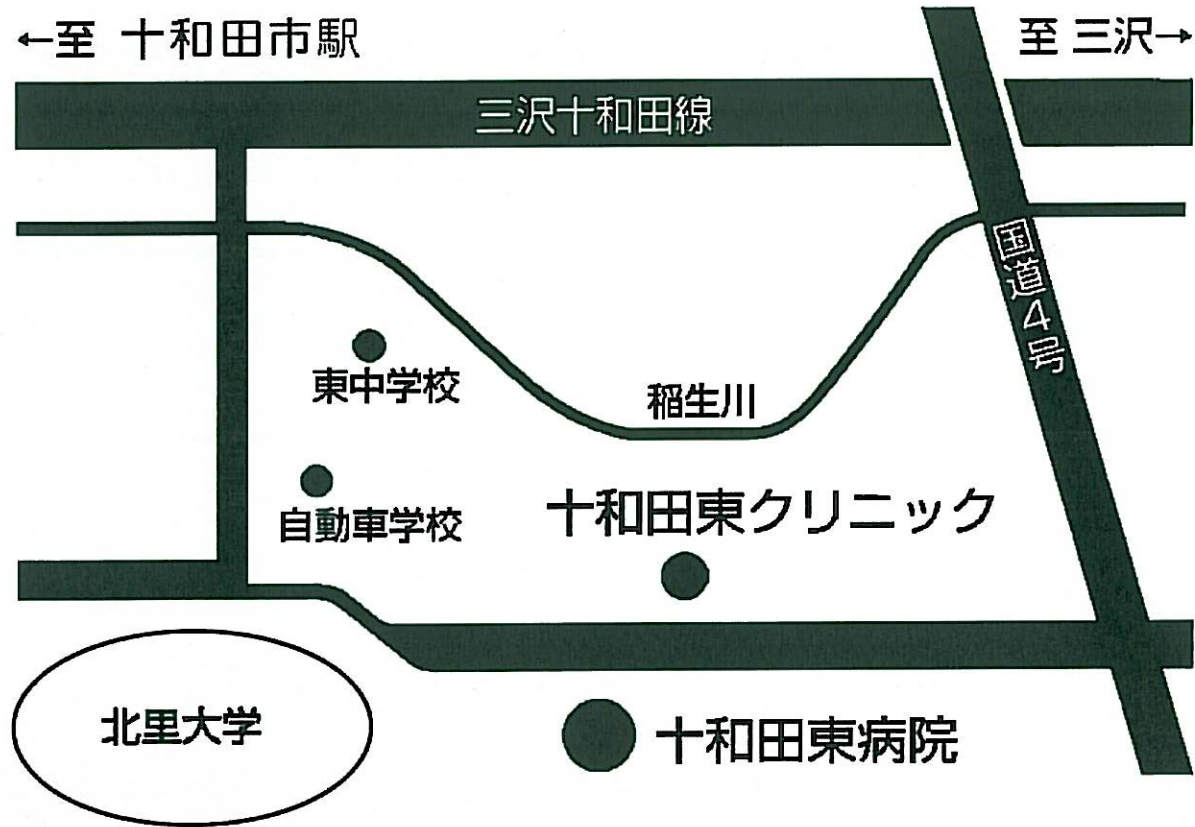 ←至 十和田市駅
至 三沢→
三沢十和田線
国道4号
東中学校
稲生川
自動車学校
十和田東クリニック
北里大学
十和田東病院